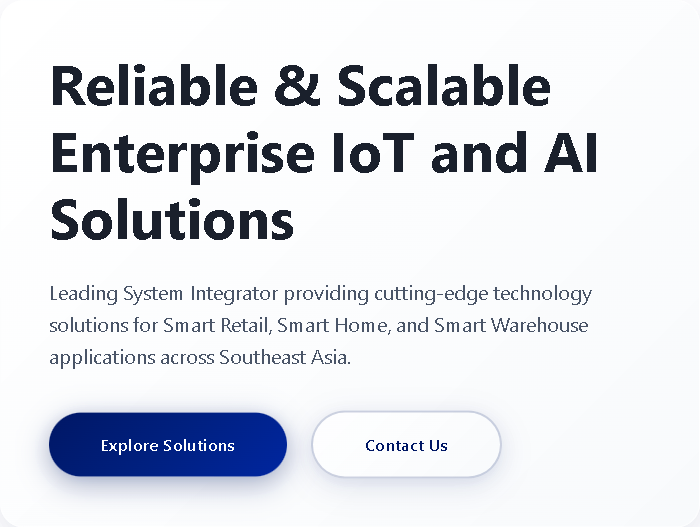 Reliable & Scalable
Enterprise IoT and AI
Solutions
Leading System Integrator providing cutting-edge technology
solutions for Smart Retail, Smart Home, and Smart Warehouse
applications across Southeast Asia.
Explore Solutions
Contact Us